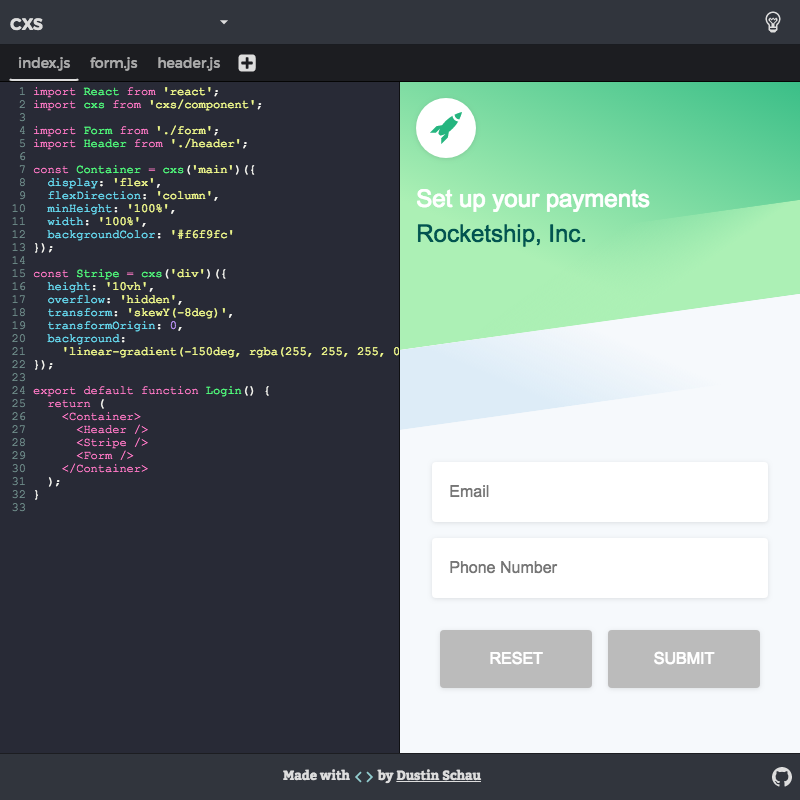 CXS
index.js form.js header.js
1 import React from 'react';
2 import cxs from 'cxs/component';
3
4 import Form from './form';
5 import Header from './header';
6
7 const Container = cxs('main')({
8 display: 'flex',
9 flexDirection: 'column',
10 minHeight: '100%',
11 width: '100%',
12 backgroundColor: '#f6f9fc'
13 });
14
15 const Stripe = cxs('div')({
16 height: '10vh',
17 overflow: 'hidden',
18 transform: 'skewY(-8deg)',
19 transformOrigin: 0,
20 background:
21 'linear-gradient(-150deg, rgba(255, 255, 255, 0
22 });
23
24 export default function Login() {
25 return (
26 <Container>
27 <Header />
28 <Stripe />
29 <Form />
30 </Container>
31 );
32 }
33
Set up your payments
Rocketship, Inc.
Email
Phone Number
RESET SUBMIT
Made with <> by Dustin Schau